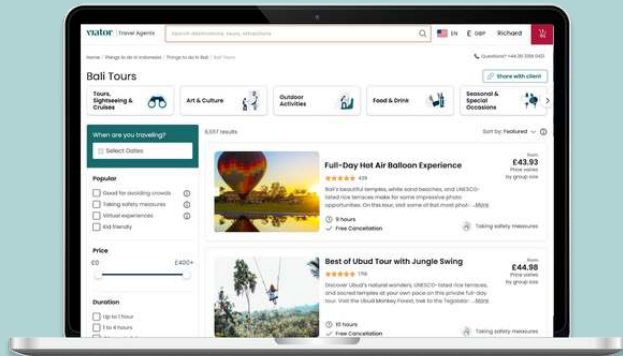 viator Travel Agents
Search destinations, tours, attractions
EN £ GBP Richard
Home / Things to do in Indonesia / Things to do in Bali / Bali Tours
Questions?
Bali Tours
Share with client
Tours,
Sightseeing &
Cruises
Art & Culture
Outdoor
Activities
Food & Drink
Seasonal &
Special
Occasions
When are you traveling?
Select Dates
Popular
Good for avoiding crowds
Taking safety measures
Virtual experiences
Kid friendly
Price
£0 £400+
Duration
Up to 1 hour
1 to 4 hours
results
Sort by: Featured
Full-Day Hot Air Balloon Experience
Bali's beautiful temples, white sand beaches, and UNESCO-
listed rice terraces make for some impressive photo
opportunities. On this tour, visit some of Bali most photo ...More
9 hours
Free Cancellation
from
£43.93
Price varies
by group size
Taking safety measures
Best of Ubud Tour with Jungle Swing
Discover Ubud's natural wonders, UNESCO-listed rice terraces,
and sacred temples at your own pace on this private full-day
tour. Visit the Ubud Monkey Forest, trek to the ...More
10 hours
Free Cancellation
from
£44.98
Price varies
by group size
Taking safety measures